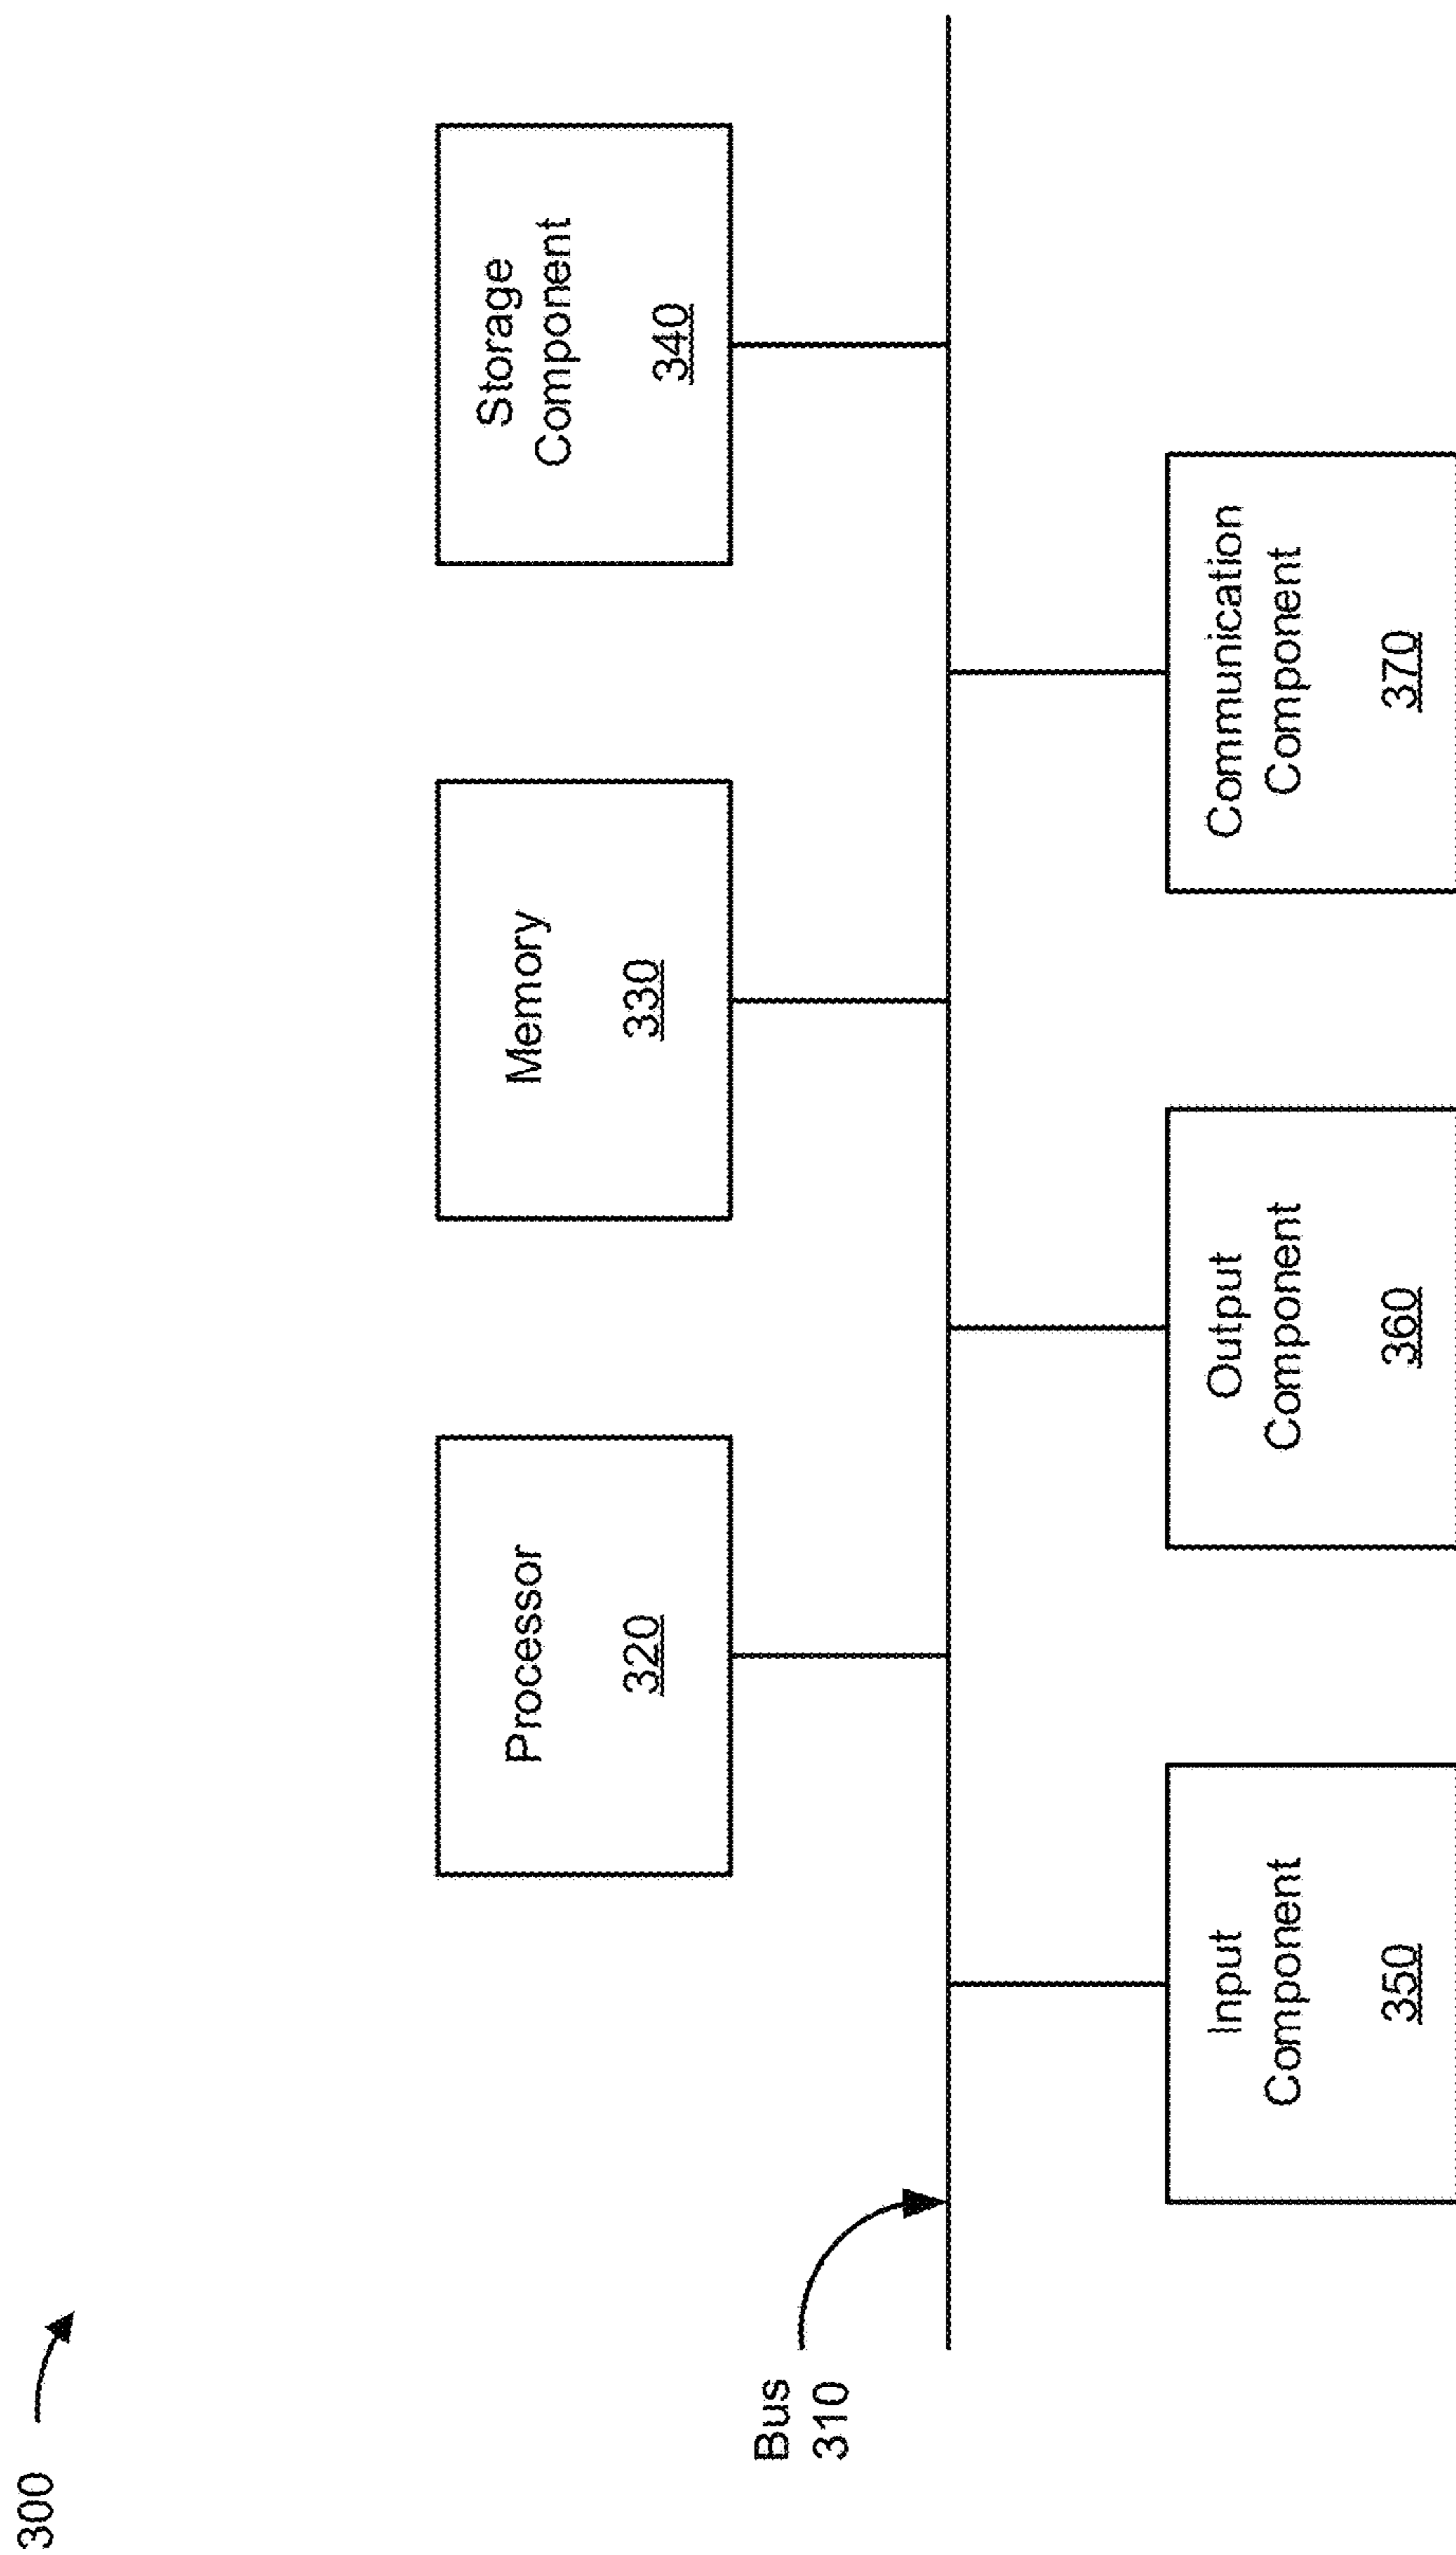 300
Processor
320
Memory
330
Storage
Component
340
Bus
310
Input
Component
350
Output
Component
360
Communication
Component
370